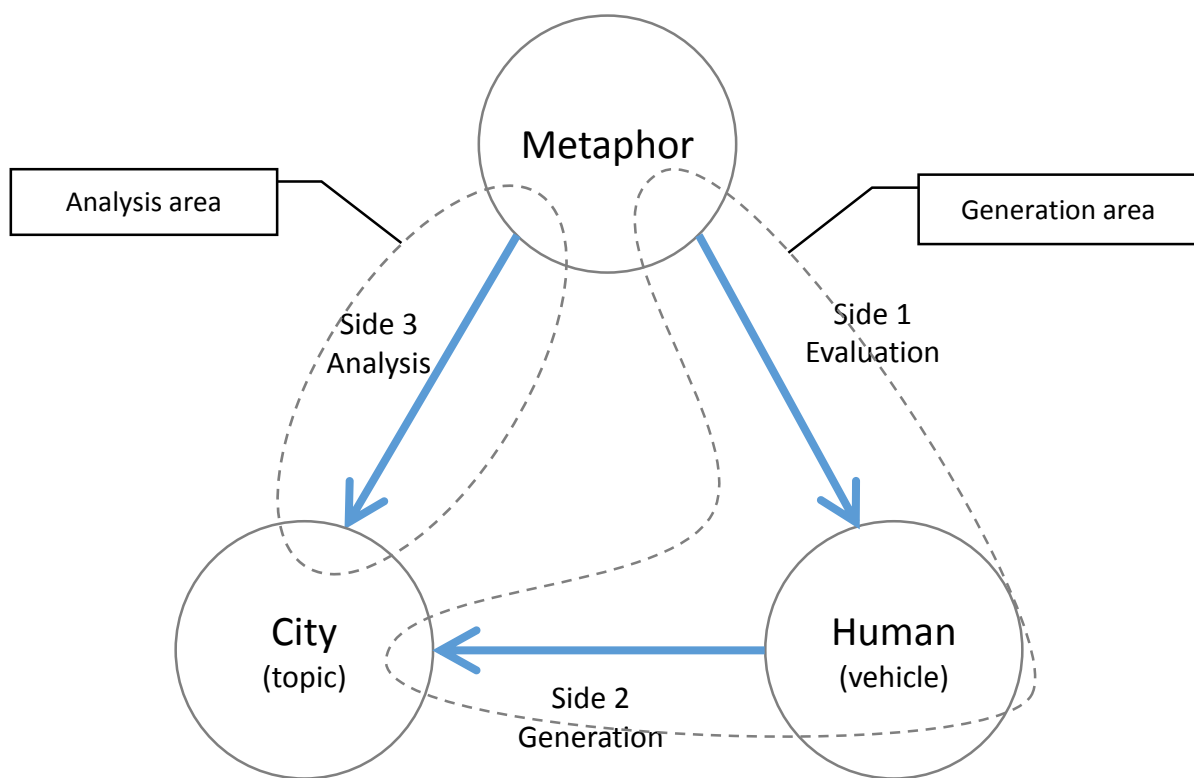 Metaphor
Analysis area
Generation area
Side 3
Analysis
Side 1
Evaluation
City
(topic)
Human
(vehicle)
Side 2
Generation